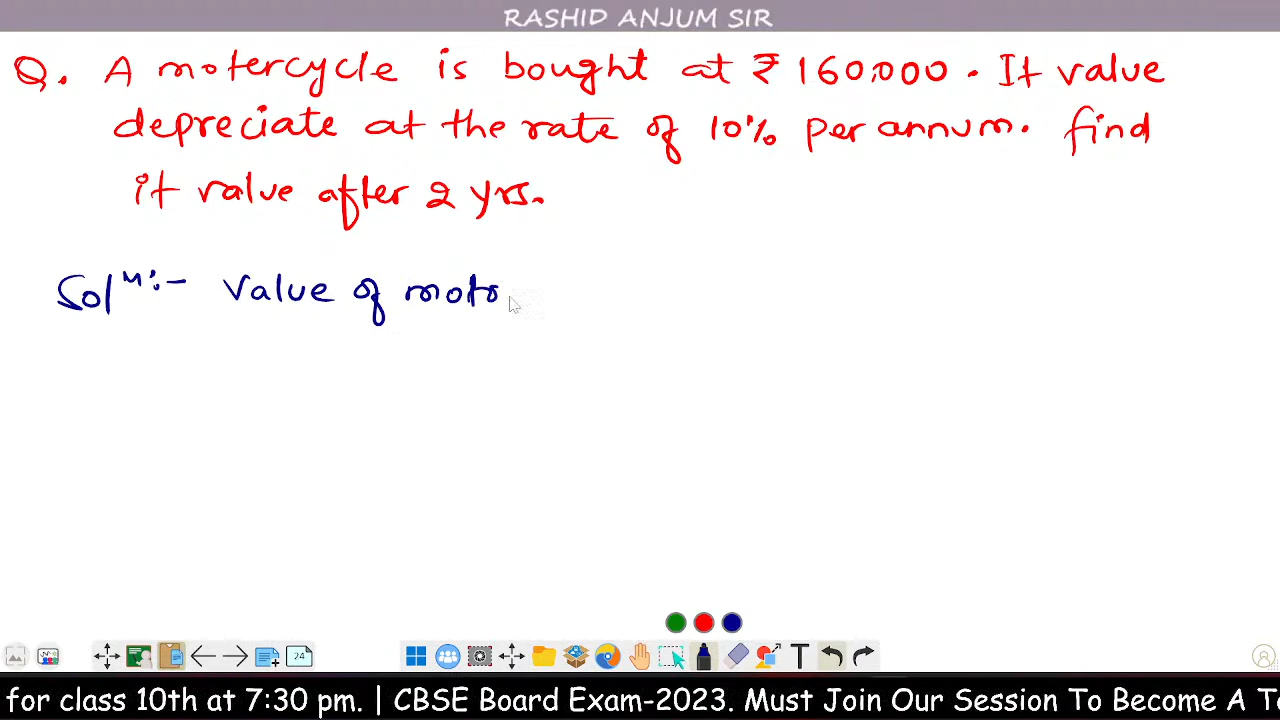 RASHID ANJUM SIR
Q. A motercycle is bought at ₹ 160,000. It value
depreciate at the rate of 10% per annum. find
it value after 2 yrs.
Solⁿ:- Value of moto
24
for class 10th at 7:30 pm. | CBSE Board Exam-2023. Must Join Our Session To Become A T